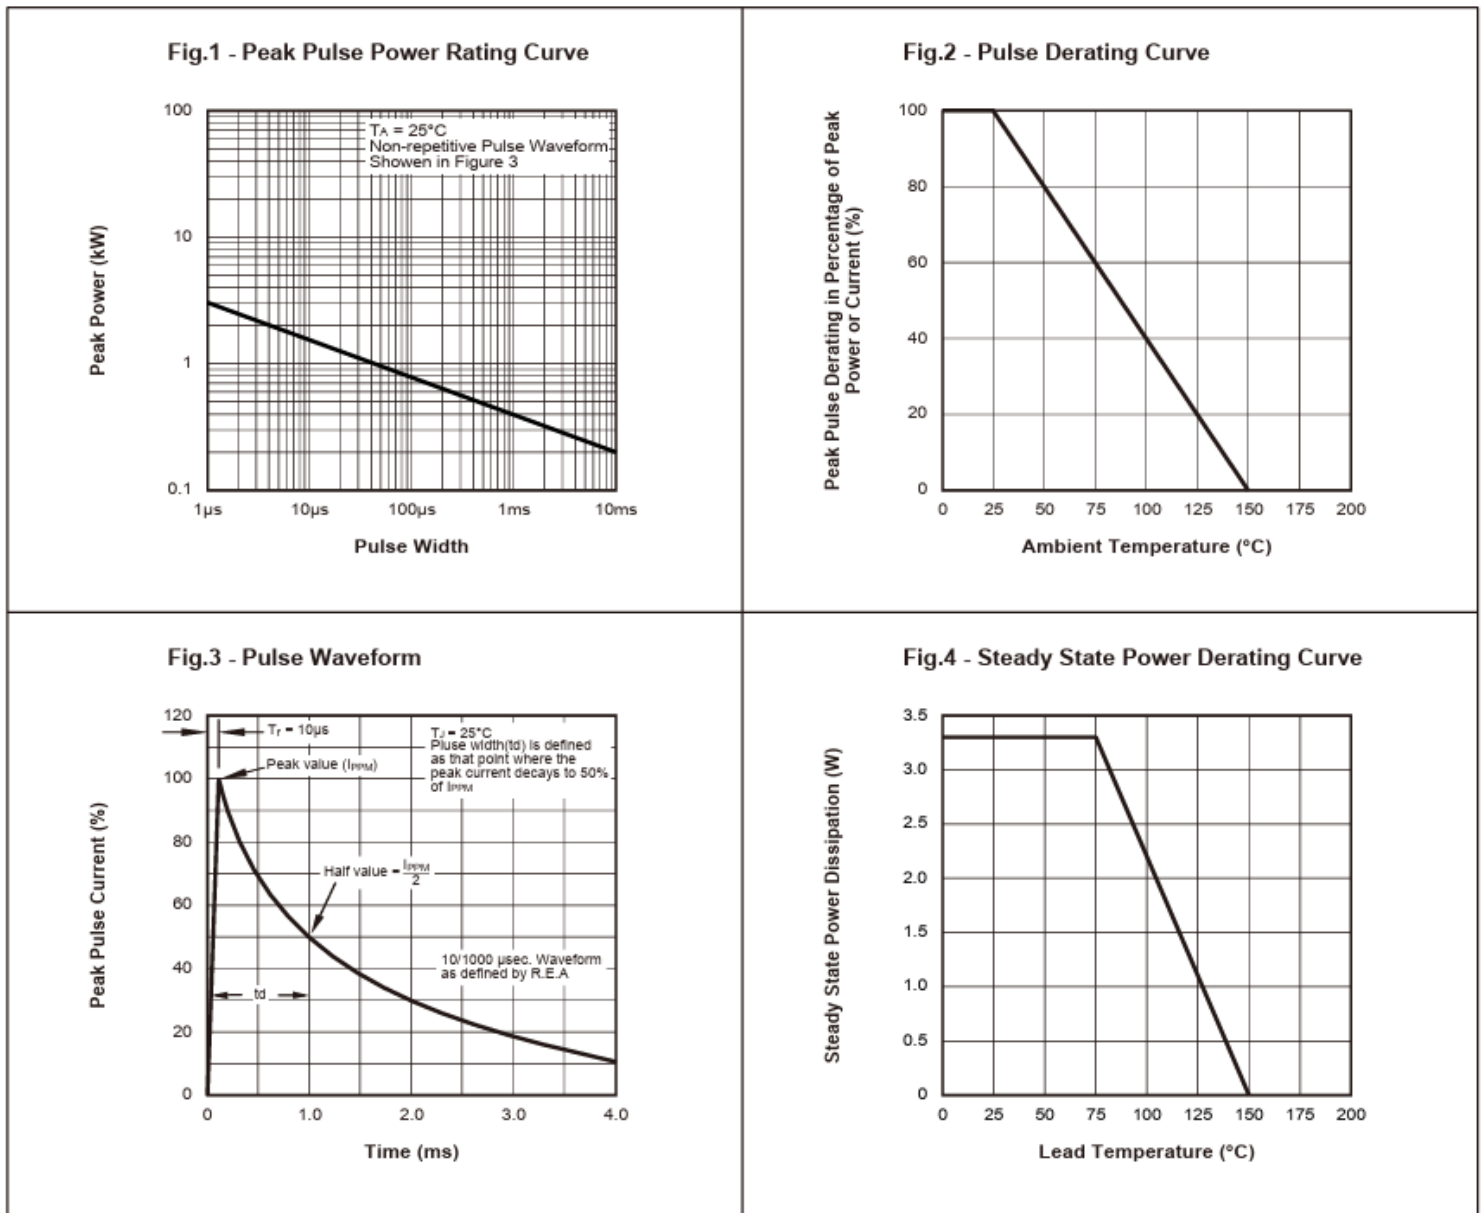 Fig.1 - Peak Pulse Power Rating Curve
Peak Power (kW)
100
10
1
0.1
TA = 25°C
Non-repetitive Pulse Waveform
Showen in Figure 3
1µs 10µs 100µs 1ms 10ms
Pulse Width
Fig.2 - Pulse Derating Curve
Peak Pulse Derating in Percentage of Peak
Power or Current (%)
100
80
60
40
20
0
0 25 50 75 100 125 150 175 200
Ambient Temperature (ºC)
Fig.3 - Pulse Waveform
Peak Pulse Current (%)
120
100
80
60
40
20
0
Tr = 10µs
Peak value (IPPM)
TJ = 25°C
Pluse width(td) is defined
as that point where the
peak current decays to 50%
of IPPM
Half value = IPPM
2
10/1000 µsec. Waveform
as defined by R.E.A
td
0 1.0 2.0 3.0 4.0
Time (ms)
Fig.4 - Steady State Power Derating Curve
Steady State Power Dissipation (W)
3.5
3.0
2.5
2.0
1.5
1.0
0.5
0
0 25 50 75 100 125 150 175 200
Lead Temperature (ºC)